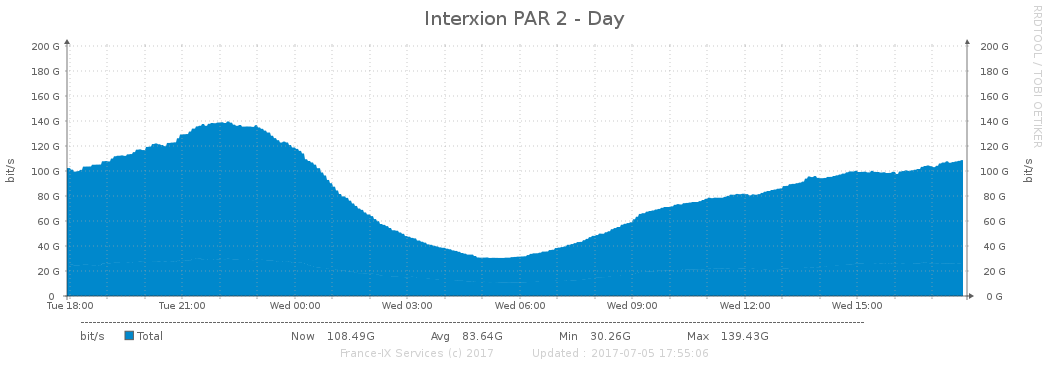 Interxion PAR 2 - Day
RRDTOOL / TOBI OETIKER
200 G 200 G
180 G 180 G
160 G 160 G
140 G 140 G
120 G 120 G
100 G 100 G
80 G 80 G
60 G 60 G
40 G 40 G
20 G 20 G
0 0 G
bit/s
bit/s
Tue 18:00 Tue 21:00 Wed 00:00 Wed 03:00 Wed 06:00 Wed 09:00 Wed 12:00 Wed 15:00
bit/s Total Now 108.49G Avg 83.64G Min 30.26G Max 139.43G
France-IX Services (c) 2017 Updated : 2017-07-05 17:55:06